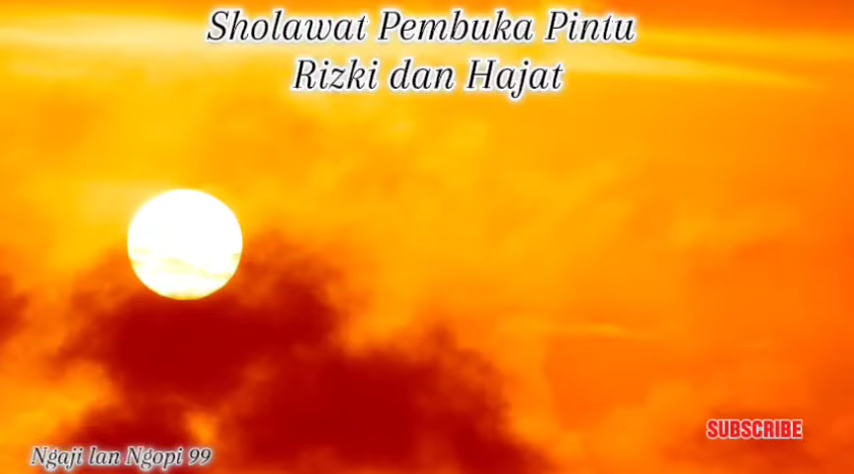 Sholawat Pembuka Pintu
Rizki dan Hajat
SUBSCRIBE
Ngaji lan Ngopi 99